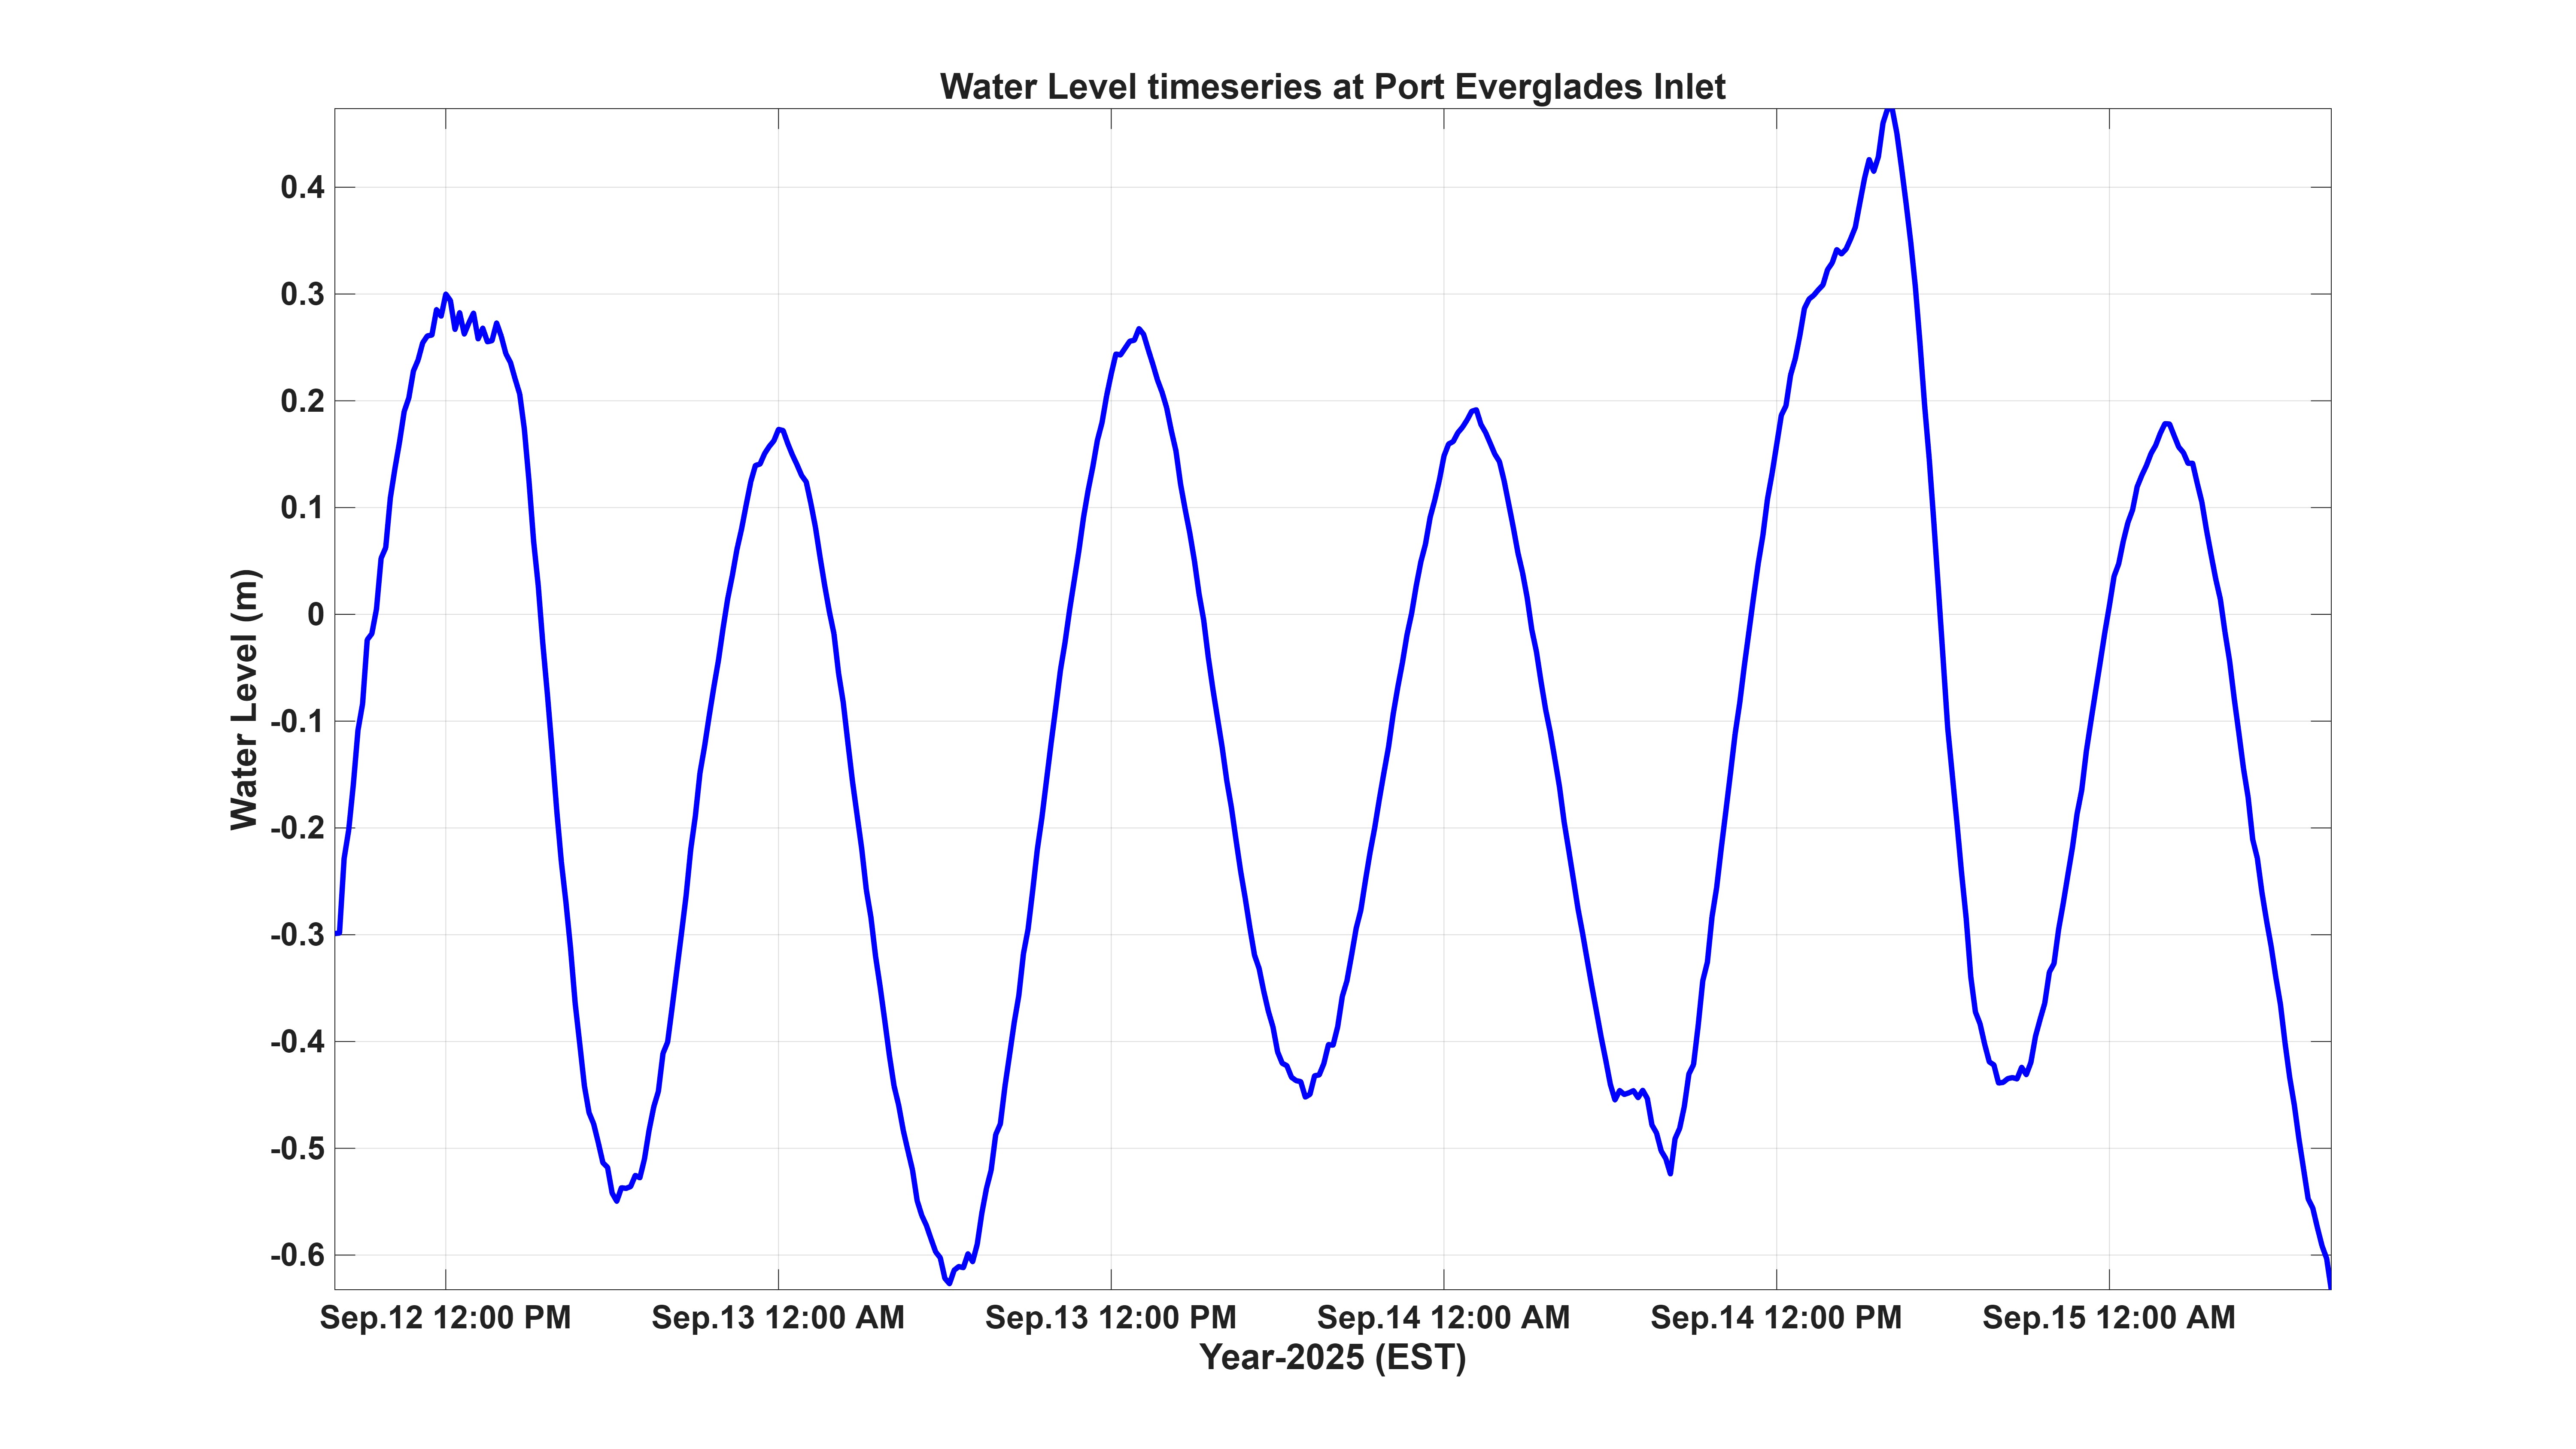 Water Level timeseries at Port Everglades Inlet
0.4
0.3
0.2
0.1
0
-0.1
-0.2
-0.3
-0.4
-0.5
-0.6
Water Level (m)
Sep.12 12:00 PM Sep.13 12:00 AM Sep.13 12:00 PM Sep.14 12:00 AM Sep.14 12:00 PM Sep.15 12:00 AM
Year-2025 (EST)